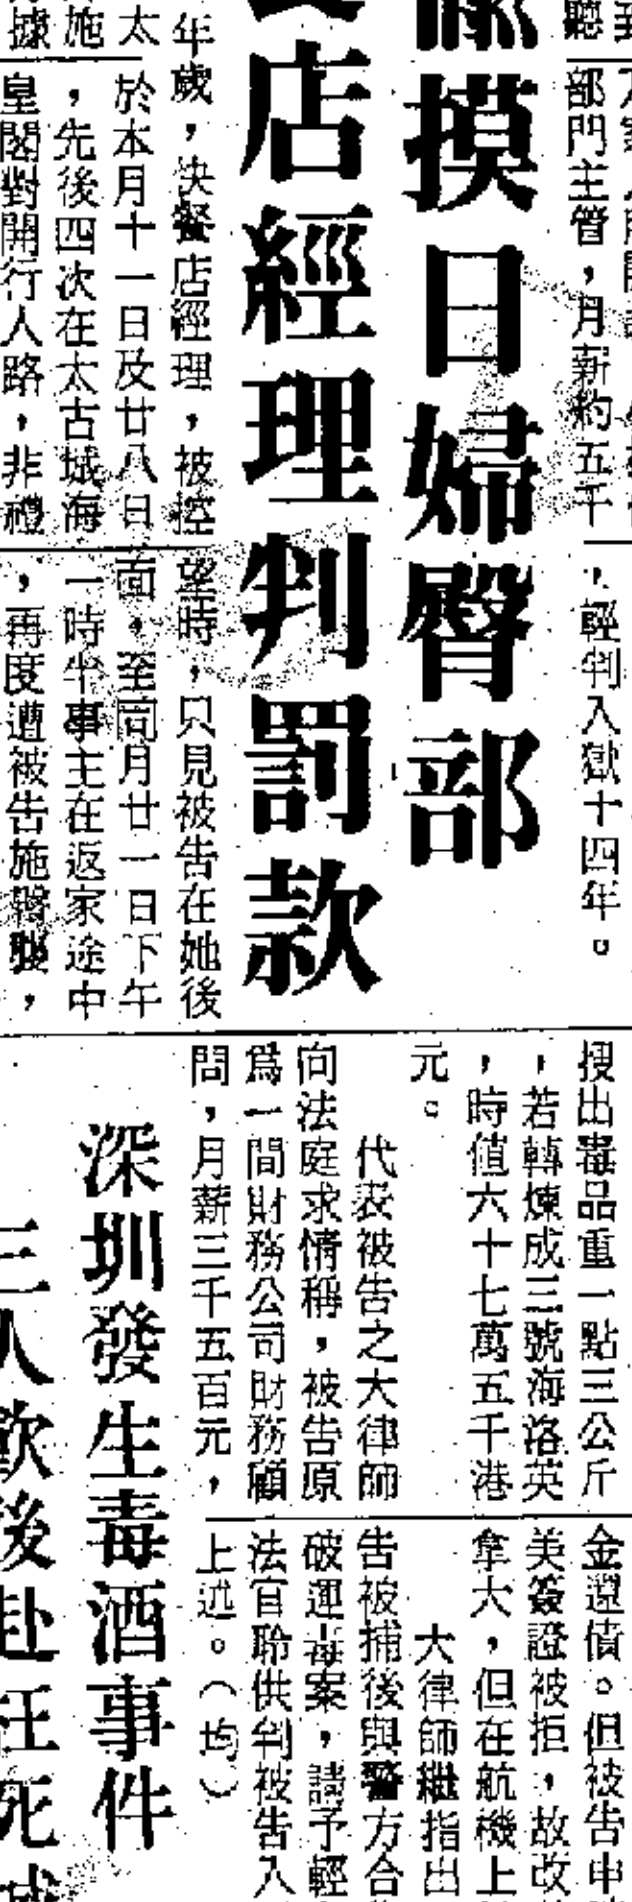 部門主管，月薪約五千
，輕判入獄十四年。
摸日婦臀部
店經理判罰款
年
歲，快餐店經理，被控
太
於本月十一日及廿八日
施
，先後四次在太古城海
據
皇閣對開行人路，非禮
望時，只見被告在她後
面。至同月廿一日下午
一時半事主在返家途中
，再度遭被告施
搜出毒品重一點三公斤
，若轉煉成三號海洛英
，時值六十七萬五千港
元。
代表被告之大律師
向法庭求情稱，被告原
為一間財務公司財務顧
問，月薪三千五百元，
金還債。但被告申
美簽證被拒，故改
拿大，但在航機上
大律師繼指出
告被捕後與警方合
破運毒案，請予輕
法官聆供判被告入
上述。（均）
深圳發生毒酒事件
三人飲後赴枉死城